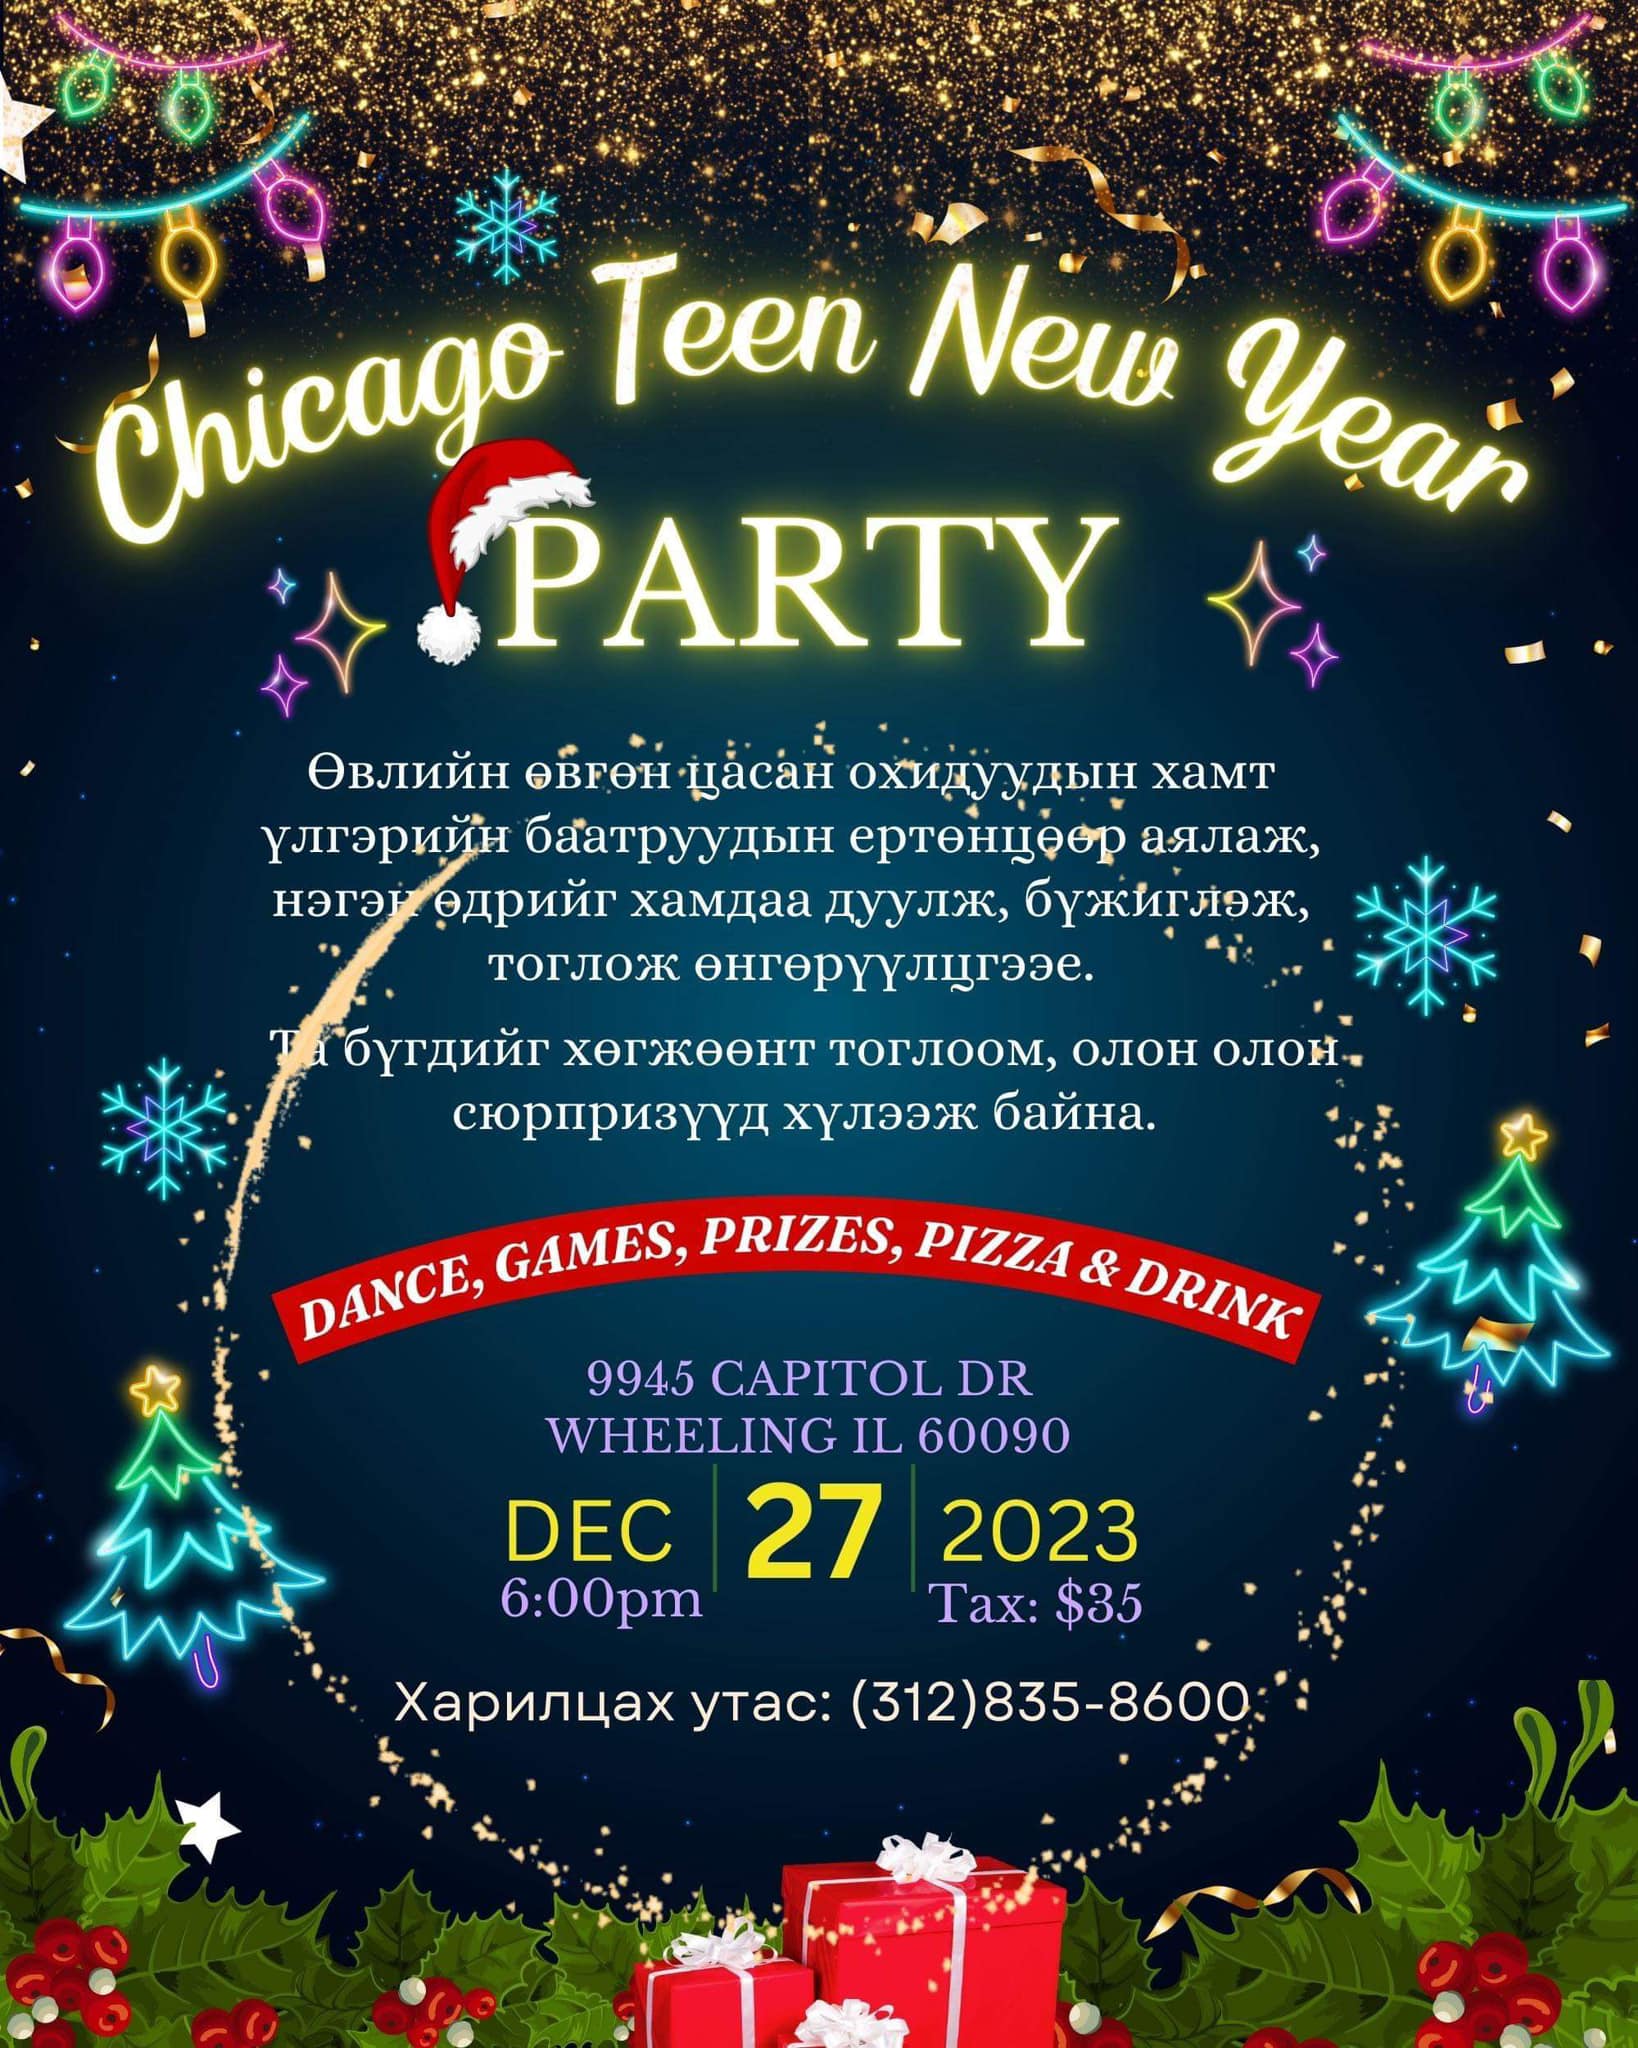 Chicago Teen New Year
PARTY
Өвлийн өвгөн цасан охидуудын хамт
үлгэрийн баатруудын ертөнцөөр аялаж,
нэгэн өдрийг хамдаа дуулж, бүжиглэж,
тоглож өнгөрүүлцгээе.
Та бүгдийг хөгжөөнт тоглоом, олон олон
сюрпризүүд хүлээж байна.
DANCE, GAMES, PRIZES, PIZZA & DRINK
9945 CAPITOL DR
WHEELING IL 60090
DEC 27 2023
6:00pm Tax: $35
Харилцах утас: (312)835-8600